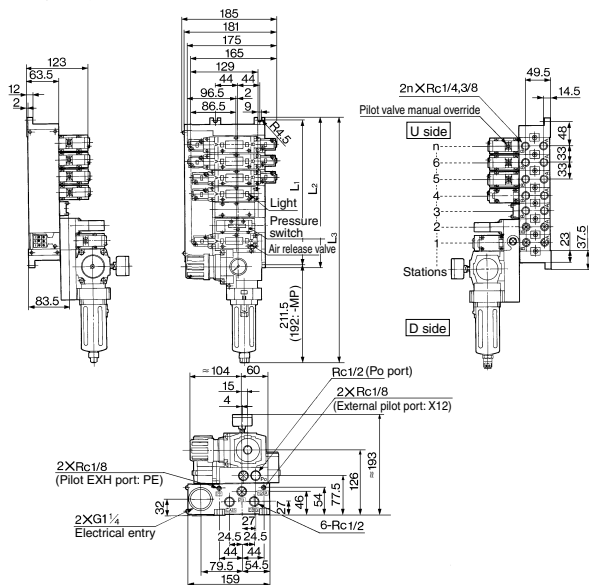 185
181
175
165
129
44 44
96.5 2
86.5 9
R4.5
123
63.5
12
2
83.5
L1
L2
L3
Light
Pressure
switch
Air release valve
211.5
(192: -MP)
49.5
14.5
2n×Rc1/4,3/8
Pilot valve manual override
U side
n
6
5
4
3
2
1
Stations
48
33
33
23
37.5
D side
≈104 60
15
4
Rc1/2 (Po port)
2×Rc1/8
(External pilot port: X12)
2×Rc1/8
(Pilot EXH port: PE)
32
2×G1 1/4
Electrical entry
27
46
54
77.5
126
≈193
6-Rc1/2
27
24.5 24.5
44 44
79.5 54.5
159